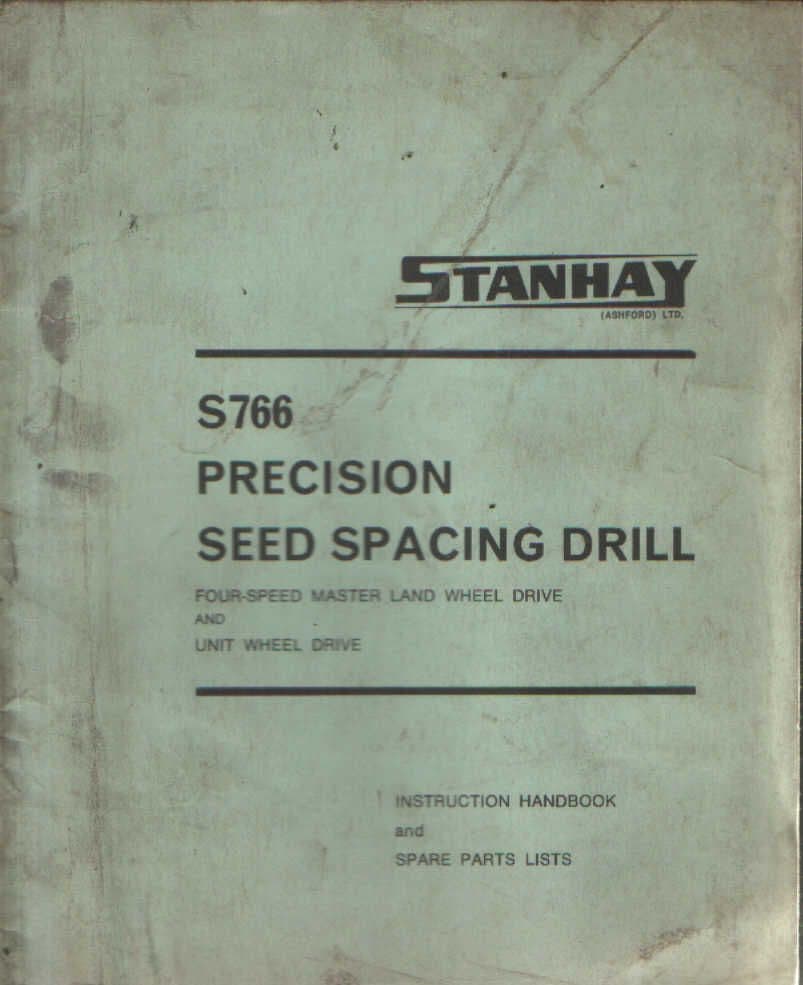 STANHAY
(ASHFORD) LTD.
S766
PRECISION
SEED SPACING DRILL
FOUR-SPEED MASTER LAND WHEEL DRIVE
AND
UNIT WHEEL DRIVE
INSTRUCTION HANDBOOK
and
SPARE PARTS LISTS